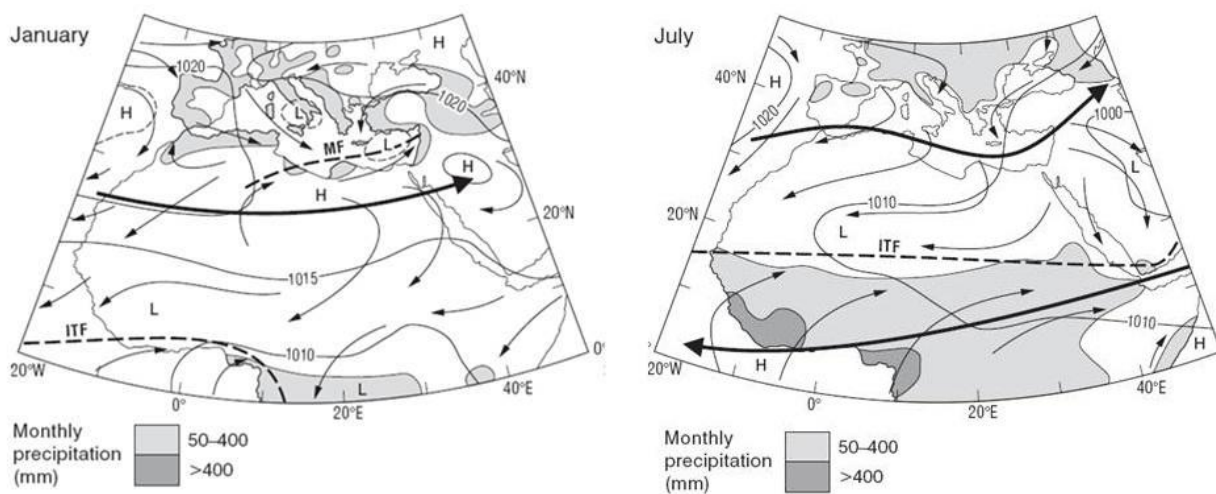 January
H
1020
40°N
H
L
1020
MF
L
H
H
20°N
1015
L
ITF
1010
L
0°
20°W
40°E
0°
20°E
Monthly
precipitation
(mm)
50–400
>400
July
40°N
H
1020
1000
L
20°N
1010
L
ITF
1010
H
H
20°W
40°E
0°
20°E
Monthly
precipitation
(mm)
50–400
>400